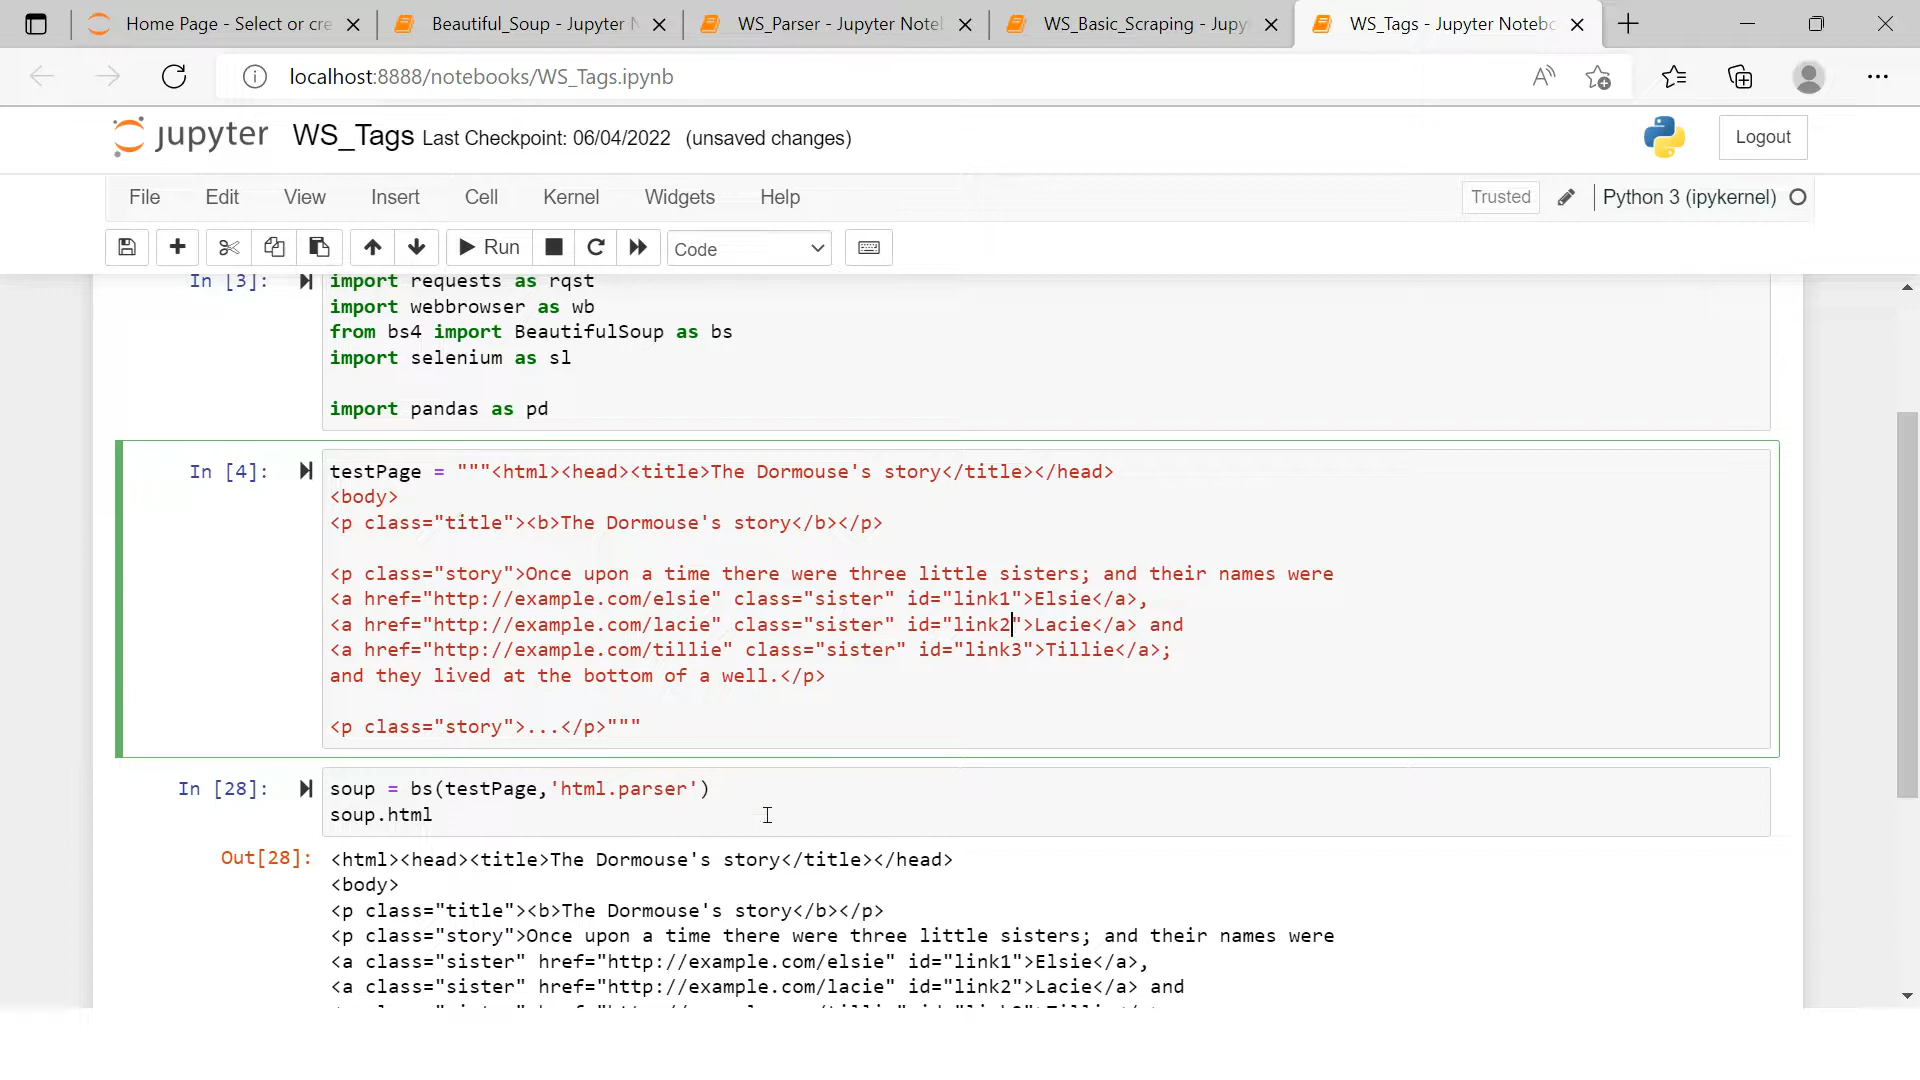 Home Page - Select or cre
Beautiful_Soup - Jupyter N
WS_Parser - Jupyter Note
WS_Basic_Scraping - Jupy
WS_Tags - Jupyter Notebo
localhost:8888/notebooks/WS_Tags.ipynb
jupyter WS_Tags Last Checkpoint: 06/04/2022 (unsaved changes)
Logout
File Edit View Insert Cell Kernel Widgets Help
Trusted
Python 3 (ipykernel)
Run
Code
In [3]: import requests as rqst
import webbrowser as wb
from bs4 import BeautifulSoup as bs
import selenium as sl
import pandas as pd
In [4]: testPage = """<html><head><title>The Dormouse's story</title></head>
<body>
<p class="title"><b>The Dormouse's story</b></p>
<p class="story">Once upon a time there were three little sisters; and their names were
<a href="http://example.com/elsie" class="sister" id="link1">Elsie</a>,
<a href="http://example.com/lacie" class="sister" id="link2">Lacie</a> and
<a href="http://example.com/tillie" class="sister" id="link3">Tillie</a>;
and they lived at the bottom of a well.</p>
<p class="story">...</p>"""
In [28]: soup = bs(testPage,'html.parser')
soup.html
Out[28]: <html><head><title>The Dormouse's story</title></head>
<body>
<p class="title"><b>The Dormouse's story</b></p>
<p class="story">Once upon a time there were three little sisters; and their names were
<a class="sister" href="http://example.com/elsie" id="link1">Elsie</a>,
<a class="sister" href="http://example.com/lacie" id="link2">Lacie</a> and